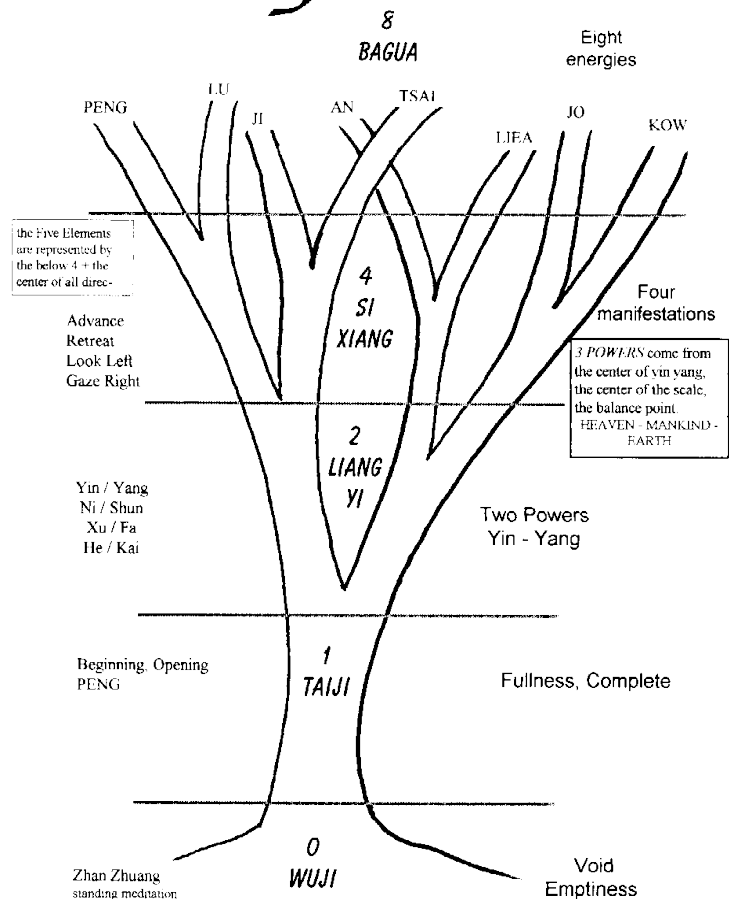 8
BAGUA
Eight
energies
PENG
LU
JI
AN
TSAI
LIEA
JO
KOW
the Five Elements
are represented by
the below 4 + the
center of all direc-
4
SI
XIANG
Four
manifestations
Advance
Retreat
Look Left
Gaze Right
3 POWERS come from
the center of yin yang,
the center of the scale,
the balance point.
HEAVEN - MANKIND -
EARTH
2
LIANG
YI
Yin / Yang
Ni / Shun
Xu / Fa
He / Kai
Two Powers
Yin - Yang
1
TAIJI
Beginning, Opening
PENG
Fullness, Complete
0
WUJI
Zhan Zhuang
standing meditation
Void
Emptiness